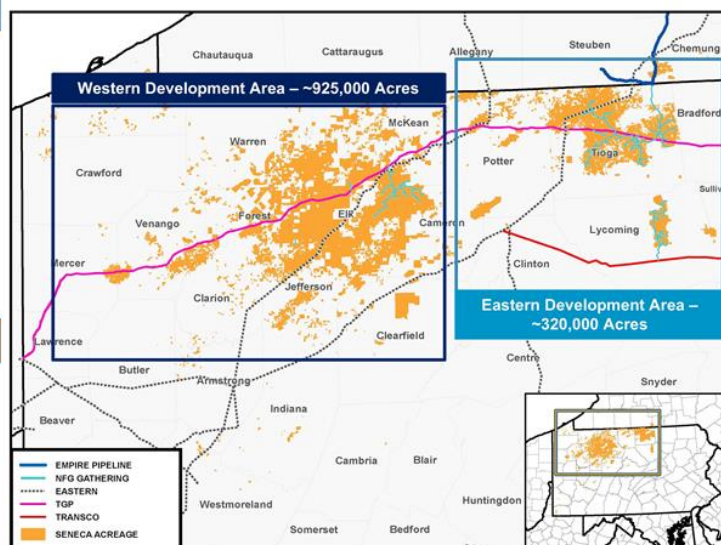 Chautauqua
Cattaraugus
Allegany
Steuben
Chemung
Western Development Area – ~925,000 Acres
McKean
Bradford
Warren
Potter
Tioga
Crawford
Forest
Elk
Cameron
Venango
Lycoming
Mercer
Clinton
Clarion
Jefferson
Eastern Development Area –
~320,000 Acres
Lawrence
Clearfield
Butler
Centre
Armstrong
Snyder
Indiana
Beaver
Cambria
Blair
Huntingdon
Westmoreland
Somerset
Bedford
EMPIRE PIPELINE
NFG GATHERING
EASTERN
TGP
TRANSCO
SENECA ACREAGE